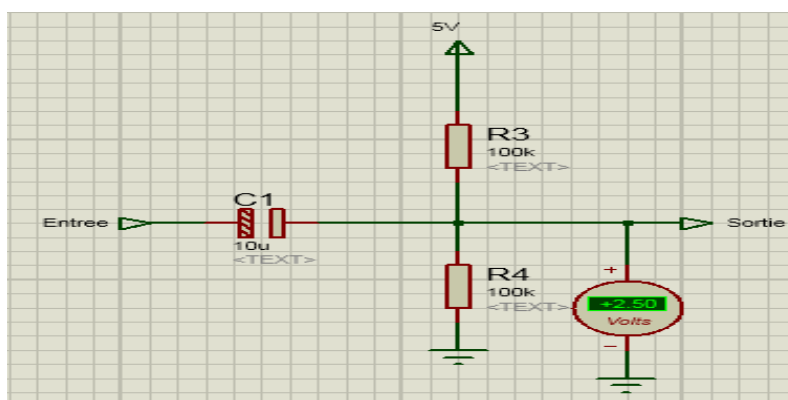 5V
R3
100k
<TEXT>
C1
Entree
10u
<TEXT>
Sortie
R4
100k
<TEXT>
+
+2.50
Volts
−